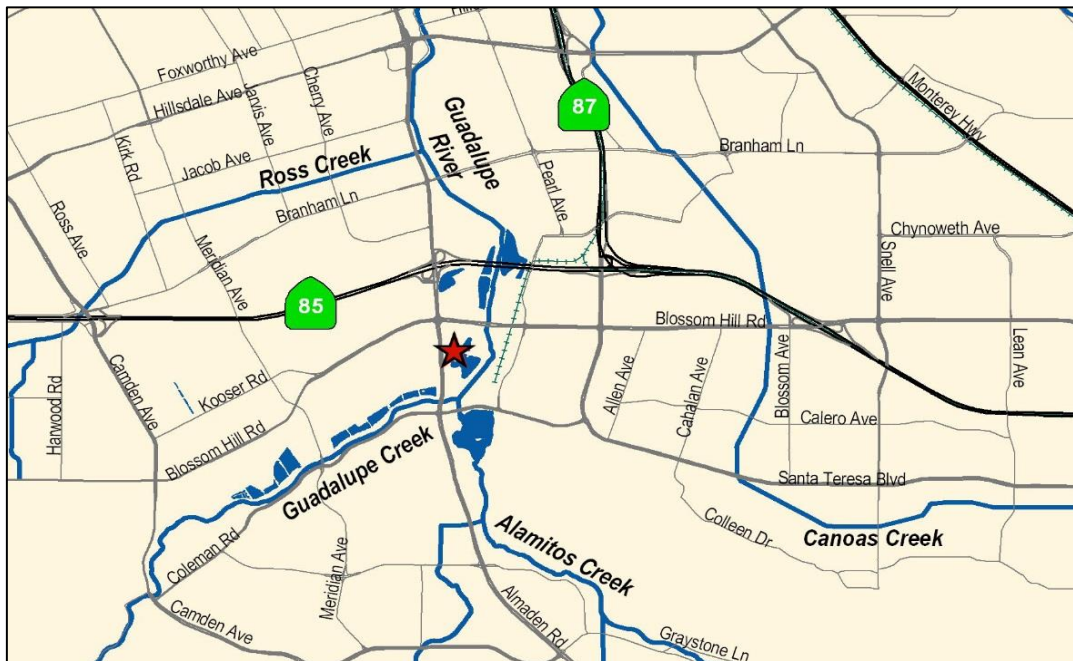 Foxworthy Ave
Hillsdale Ave
Kirk Rd
Jarvis Ave
Cherry Ave
Jacob Ave
Ross Creek
Branham Ln
Guadalupe
River
87
Pearl Ave
Monterey Hwy
Branham Ln
Chynoweth Ave
Snell Ave
Ross Ave
Meridian Ave
85
Blossom Hill Rd
Lean Ave
Harwood Rd
Camden Ave
Kooser Rd
Allen Ave
Cahalan Ave
Blossom Ave
Calero Ave
Blossom Hill Rd
Guadalupe Creek
Santa Teresa Blvd
Colleen Dr
Canoas Creek
Coleman Rd
Meridian Ave
Alamitos Creek
Camden Ave
Almaden Rd
Graystone Ln